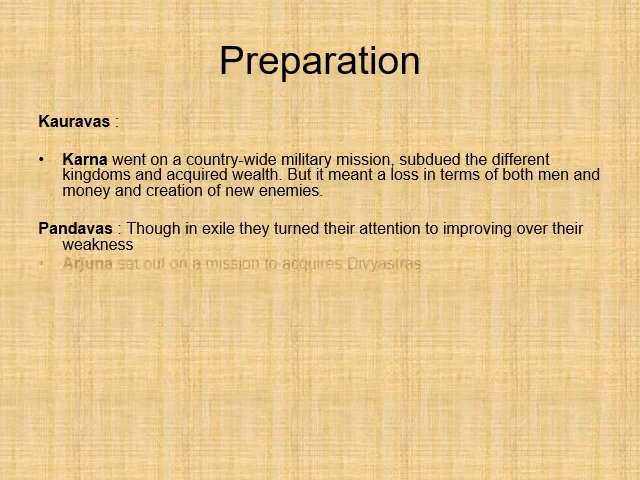 Preparation
Kauravas :
• Karna went on a country-wide military mission, subdued the different
kingdoms and acquired wealth. But it meant a loss in terms of both men and
money and creation of new enemies.
Pandavas : Though in exile they turned their attention to improving over their
weakness
• Arjuna set out on a mission to acquires Divyastras